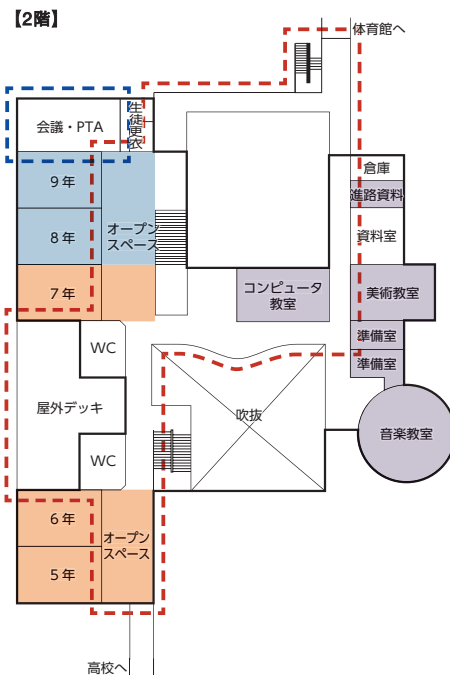 【2階】
体育館へ
会議・PTA
生徒更衣
倉庫
進路資料
9年
8年
オープン
スペース
資料室
7年
コンピュータ
教室
美術教室
準備室
準備室
WC
屋外デッキ
吹抜
音楽教室
WC
6年
オープン
スペース
5年
高校へ